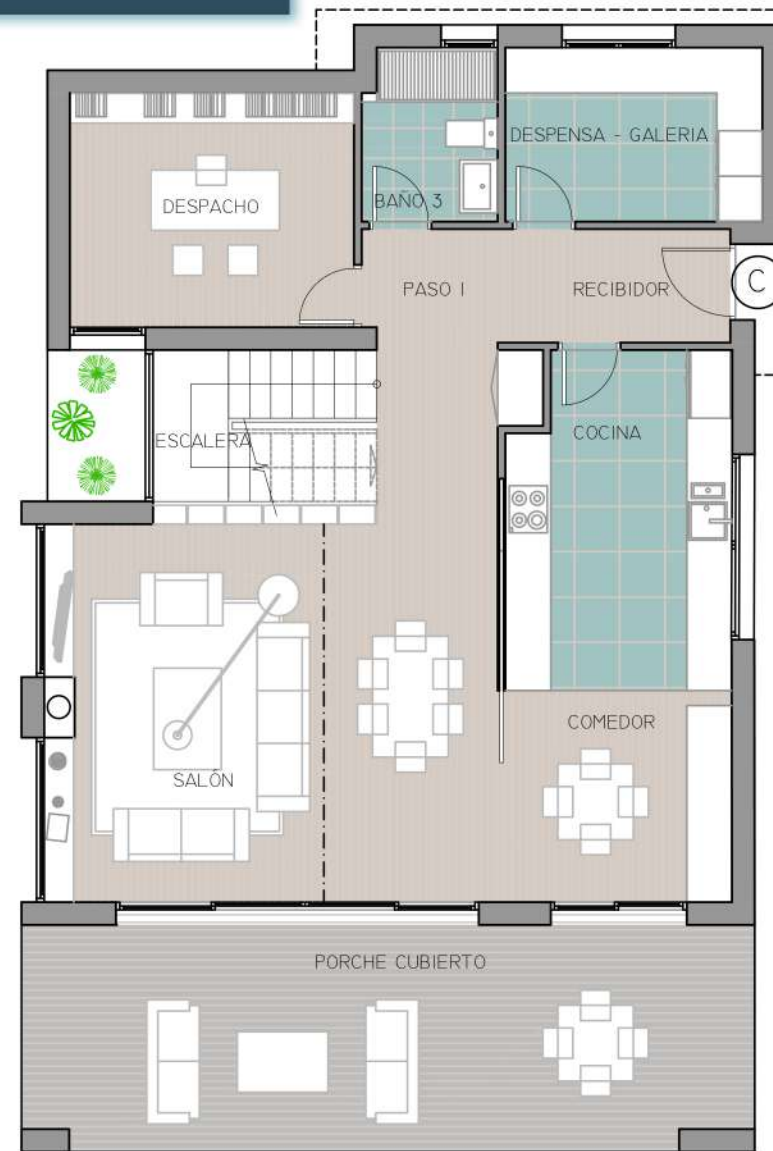 DESPENSA - GALERIA
BAÑO 3
DESPACHO
PASO I
RECIBIDOR
C
COCINA
ESCALERA
COMEDOR
SALÓN
PORCHE CUBIERTO